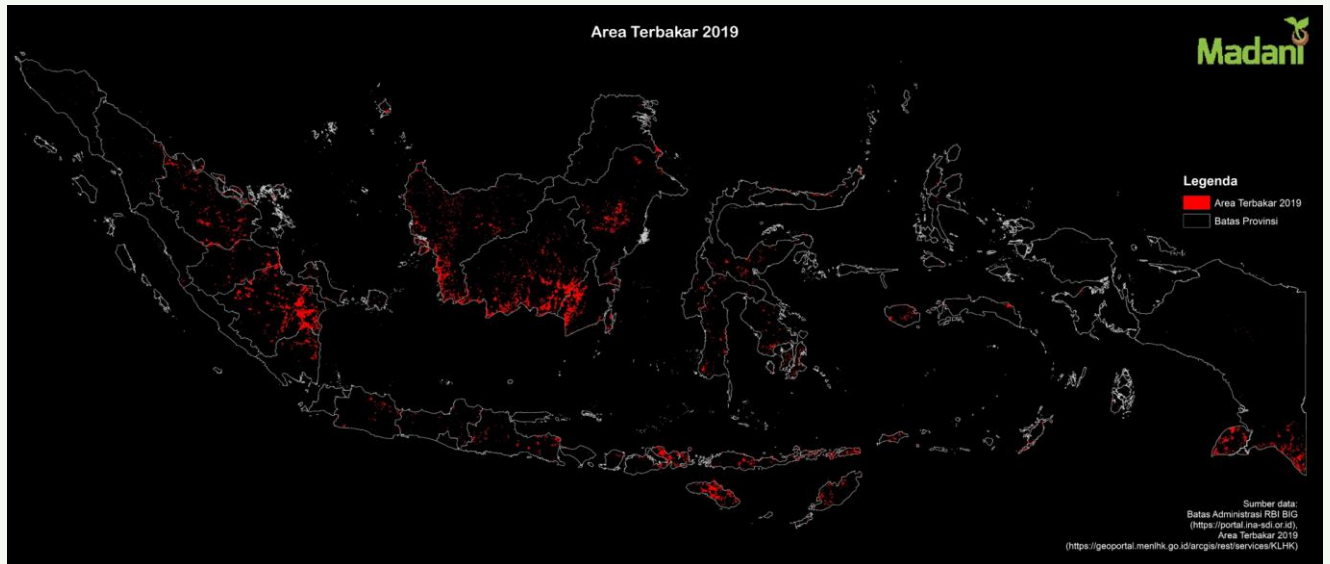 Area Terbakar 2019
Madani
Legenda
Area Terbakar 2019
Batas Provinsi
Sumber data:
Batas Administrasi RBI BIG
(https://portal.ina-sdi.or.id),
Area Terbakar 2019
(https://geoportal.menlhk.go.id/arcgis/rest/services/KLHK)